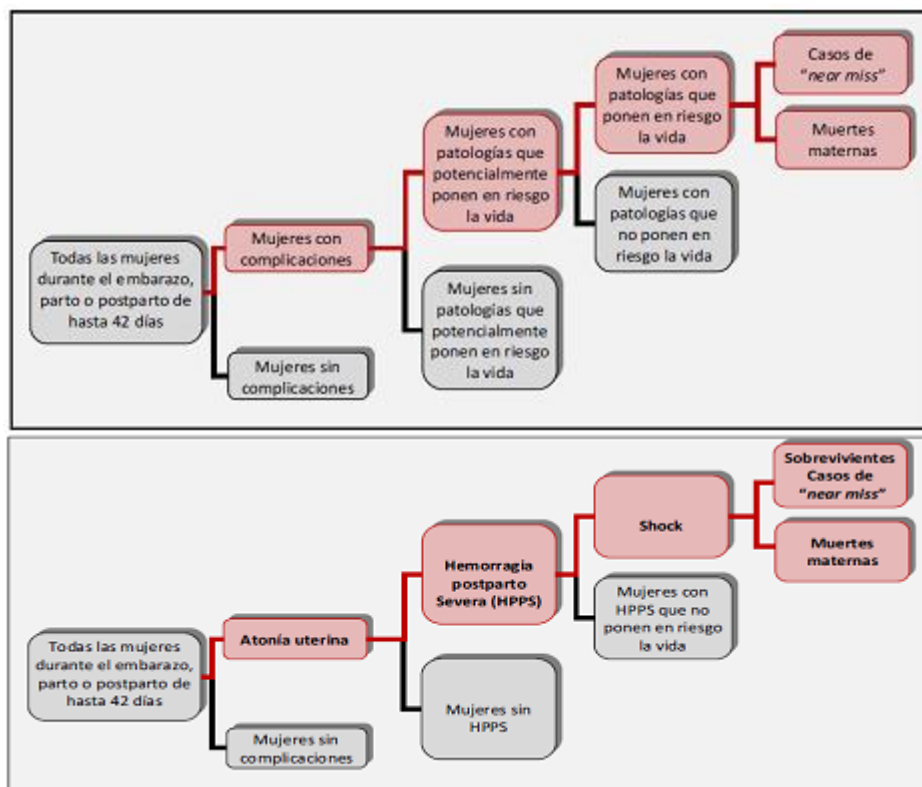 Casos de
“near miss”
Muertes
maternas
Mujeres con
patologías que
ponen en riesgo
la vida
Mujeres con
patologías que
no ponen en
riesgo la vida
Mujeres con
patologías que
potencialmente
ponen en riesgo
la vida
Mujeres sin
patologías que
potencialmente
ponen en riesgo
la vida
Mujeres con
complicaciones
Mujeres sin
complicaciones
Todas las mujeres
durante el embarazo,
parto o postparto de
hasta 42 días
Sobrevivientes
Casos de
“near miss”
Muertes
maternas
Shock
Mujeres con
HPPS que no
ponen en riesgo
la vida
Hemorragia
postparto
Severa (HPPS)
Mujeres sin
HPPS
Atonía uterina
Mujeres sin
complicaciones
Todas las mujeres
durante el embarazo,
parto o postparto de
hasta 42 días